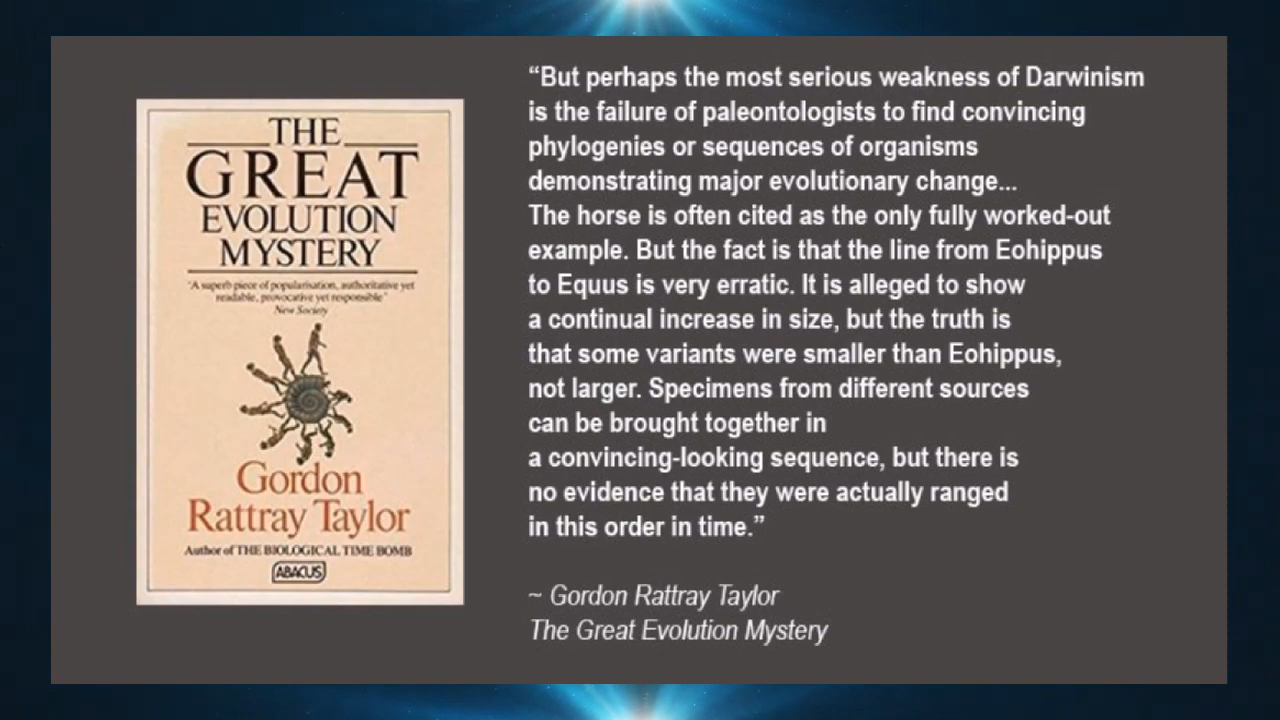 THE
GREAT
EVOLUTION
MYSTERY
'A superb piece of popularisation, authoritative yet
readable, provocative yet responsible'
New Society
Gordon
Rattray Taylor
Author of THE BIOLOGICAL TIME BOMB
ABACUS
“But perhaps the most serious weakness of Darwinism
is the failure of paleontologists to find convincing
phylogenies or sequences of organisms
demonstrating major evolutionary change...
The horse is often cited as the only fully worked-out
example. But the fact is that the line from Eohippus
to Equus is very erratic. It is alleged to show
a continual increase in size, but the truth is
that some variants were smaller than Eohippus,
not larger. Specimens from different sources
can be brought together in
a convincing-looking sequence, but there is
no evidence that they were actually ranged
in this order in time.”
~ Gordon Rattray Taylor
The Great Evolution Mystery